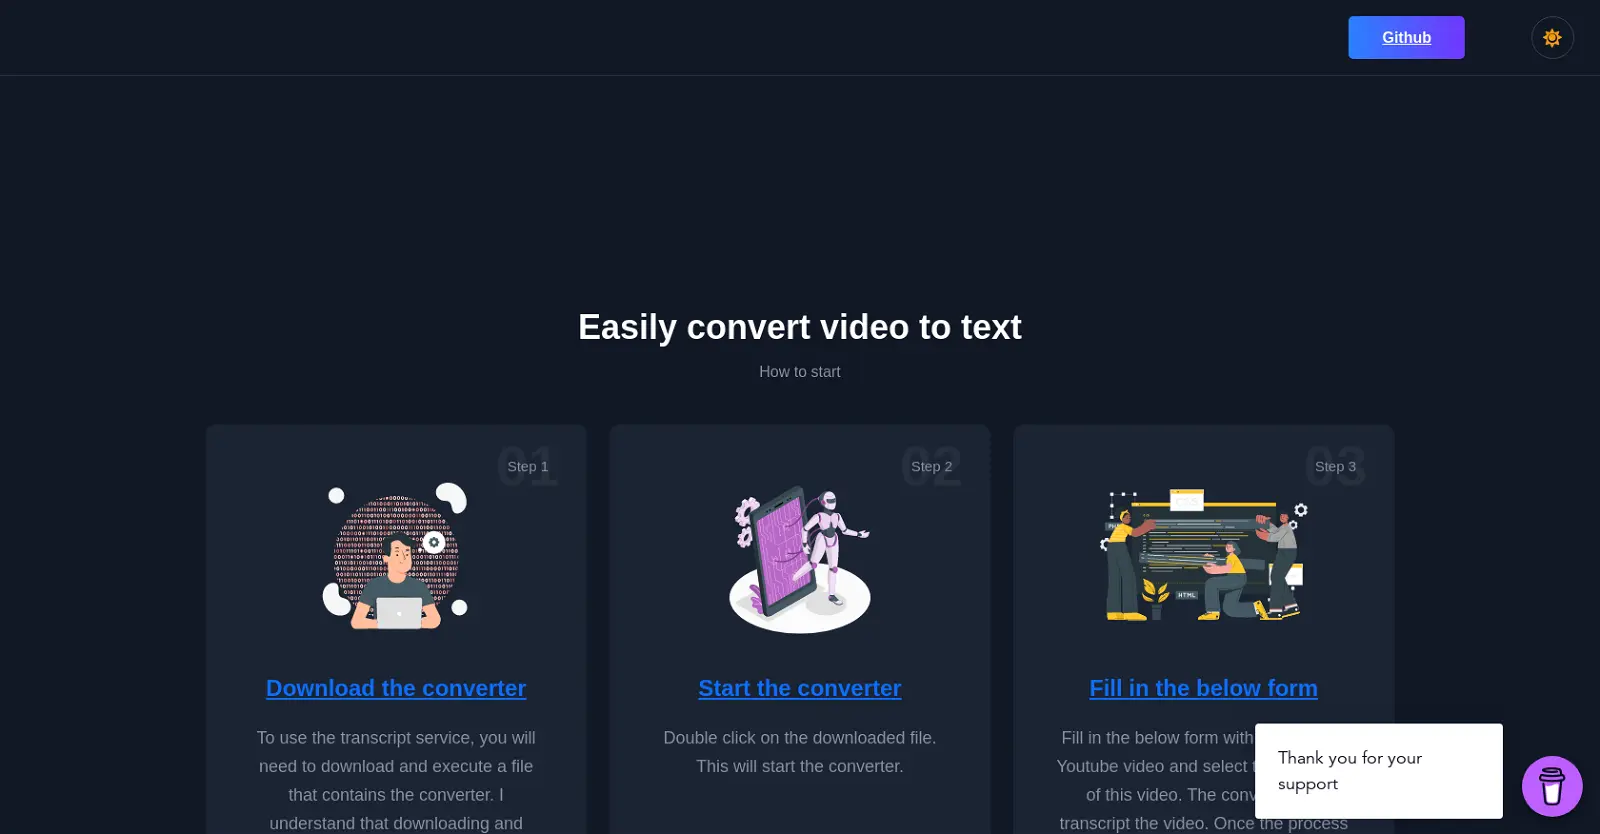 Github
Easily convert video to text
How to start
01
Step 1
02
Step 2
03
Step 3
HTML
Download the converter
Start the converter
Fill in the below form
To use the transcript service, you will
need to download and execute a file
that contains the converter. I
understand that downloading and
Double click on the downloaded file.
This will start the converter.
Fill in the below form with
Youtube video and select
of this video. The
transcript the video. Once the process
Thank you for your
support